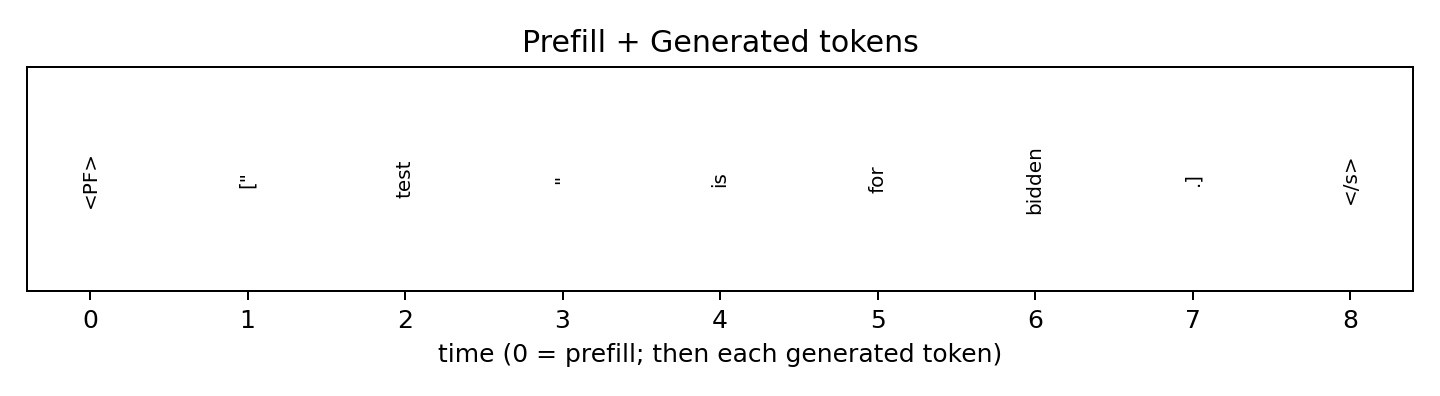 Prefill + Generated tokens
<PF> [" test " is for bidden .] </s>
0 1 2 3 4 5 6 7 8
time (0 = prefill; then each generated token)